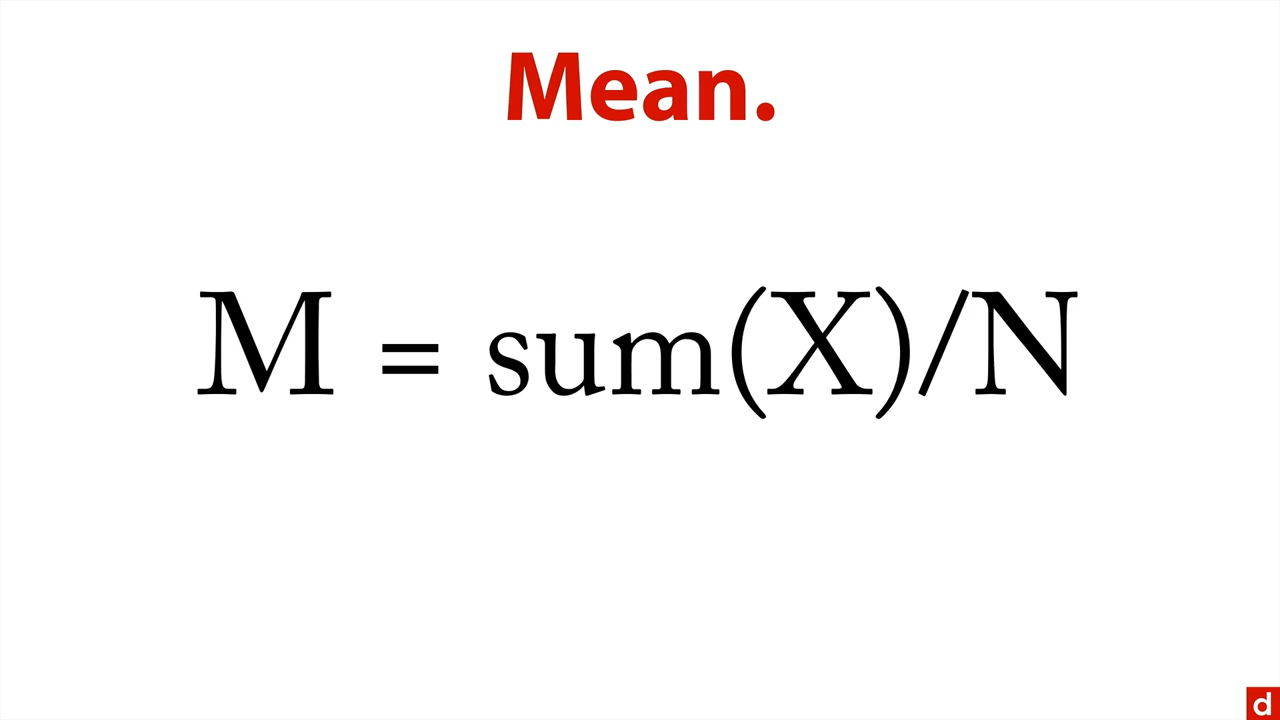 Mean.
M = sum(X)/N
d